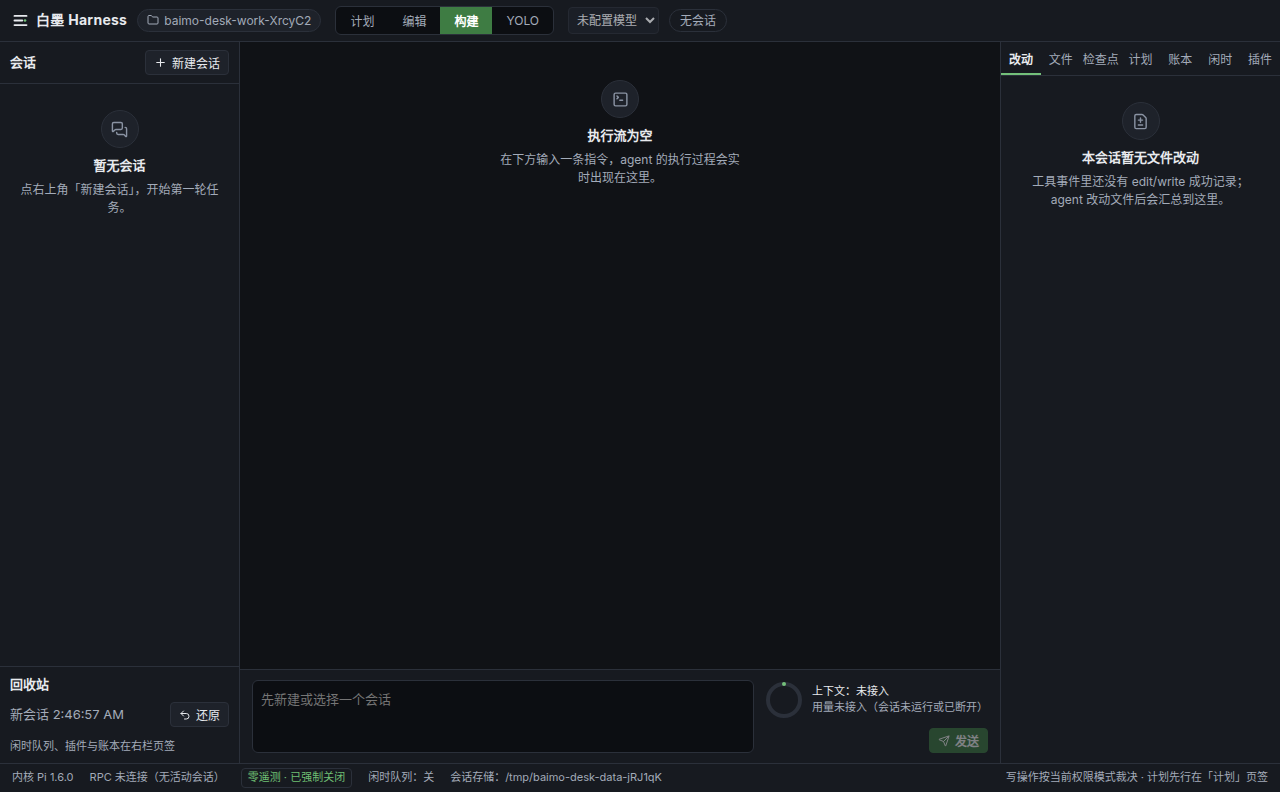 白墨 Harness
baimo-desk-work-XrcyC2
计划
编辑
构建
YOLO
未配置模型
无会话
会话
新建会话
暂无会话
点右上角「新建会话」，开始第一轮任
务。
回收站
新会话 2:46:57 AM
还原
闲时队列、插件与账本在右栏页签
执行流为空
在下方输入一条指令，agent 的执行过程会实
时出现在这里。
先新建或选择一个会话
上下文：未接入
用量未接入（会话未运行或已断开）
发送
改动
文件
检查点
计划
账本
闲时
插件
本会话暂无文件改动
工具事件里还没有 edit/write 成功记录；
agent 改动文件后会汇总到这里。
内核 Pi 1.6.0
RPC 未连接（无活动会话）
零遥测 · 已强制关闭
闲时队列：关
会话存储：/tmp/baimo-desk-data-jRJ1qK
写操作按当前权限模式裁决 · 计划先行在「计划」页签